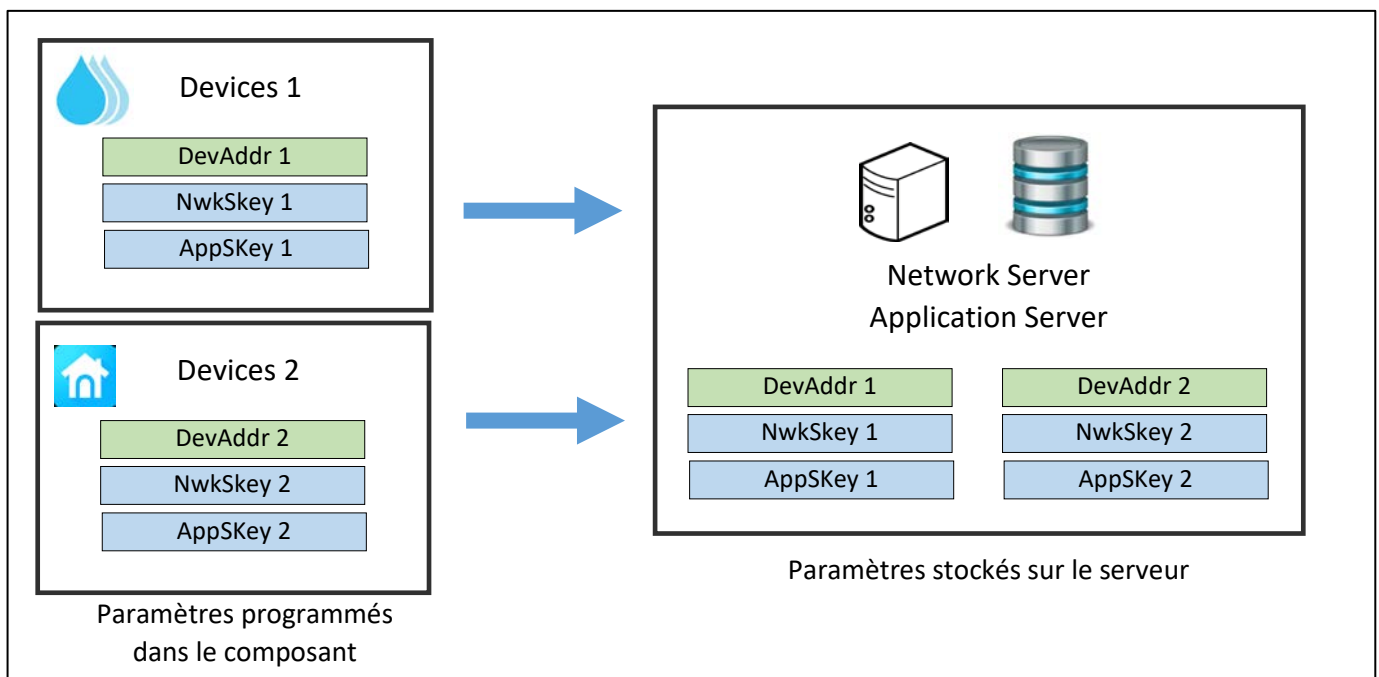 Devices 1
DevAddr 1
NwkSkey 1
AppSKey 1
Devices 2
DevAddr 2
NwkSkey 2
AppSKey 2
Paramètres programmés
dans le composant
Network Server
Application Server
DevAddr 1
NwkSkey 1
AppSKey 1
DevAddr 2
NwkSkey 2
AppSKey 2
Paramètres stockés sur le serveur